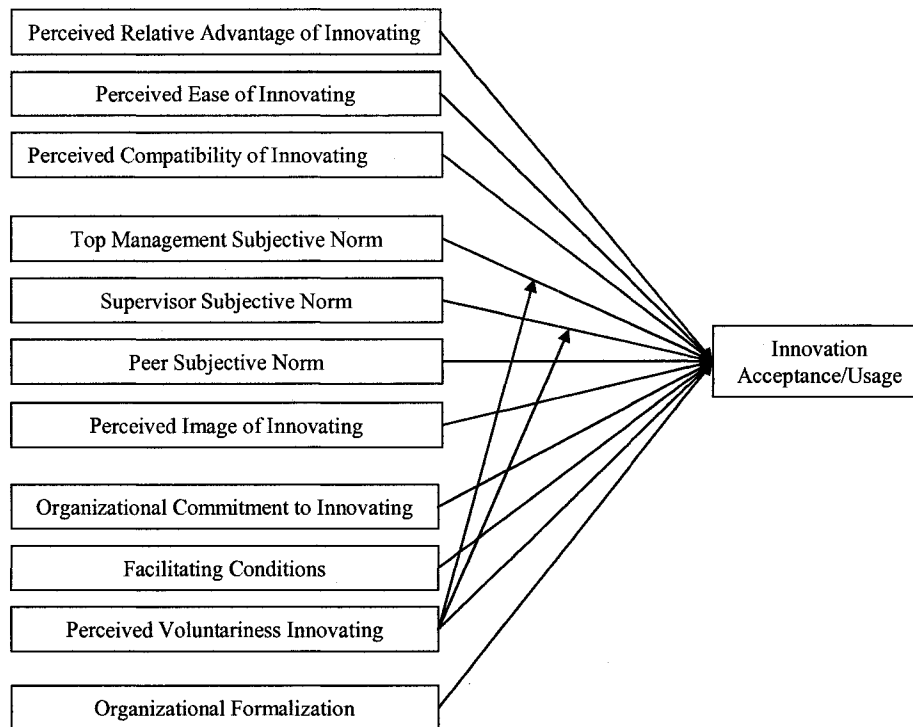 Perceived Relative Advantage of Innovating
Perceived Ease of Innovating
Perceived Compatibility of Innovating
Top Management Subjective Norm
Supervisor Subjective Norm
Peer Subjective Norm
Perceived Image of Innovating
Organizational Commitment to Innovating
Facilitating Conditions
Perceived Voluntariness Innovating
Organizational Formalization
Innovation
Acceptance/Usage